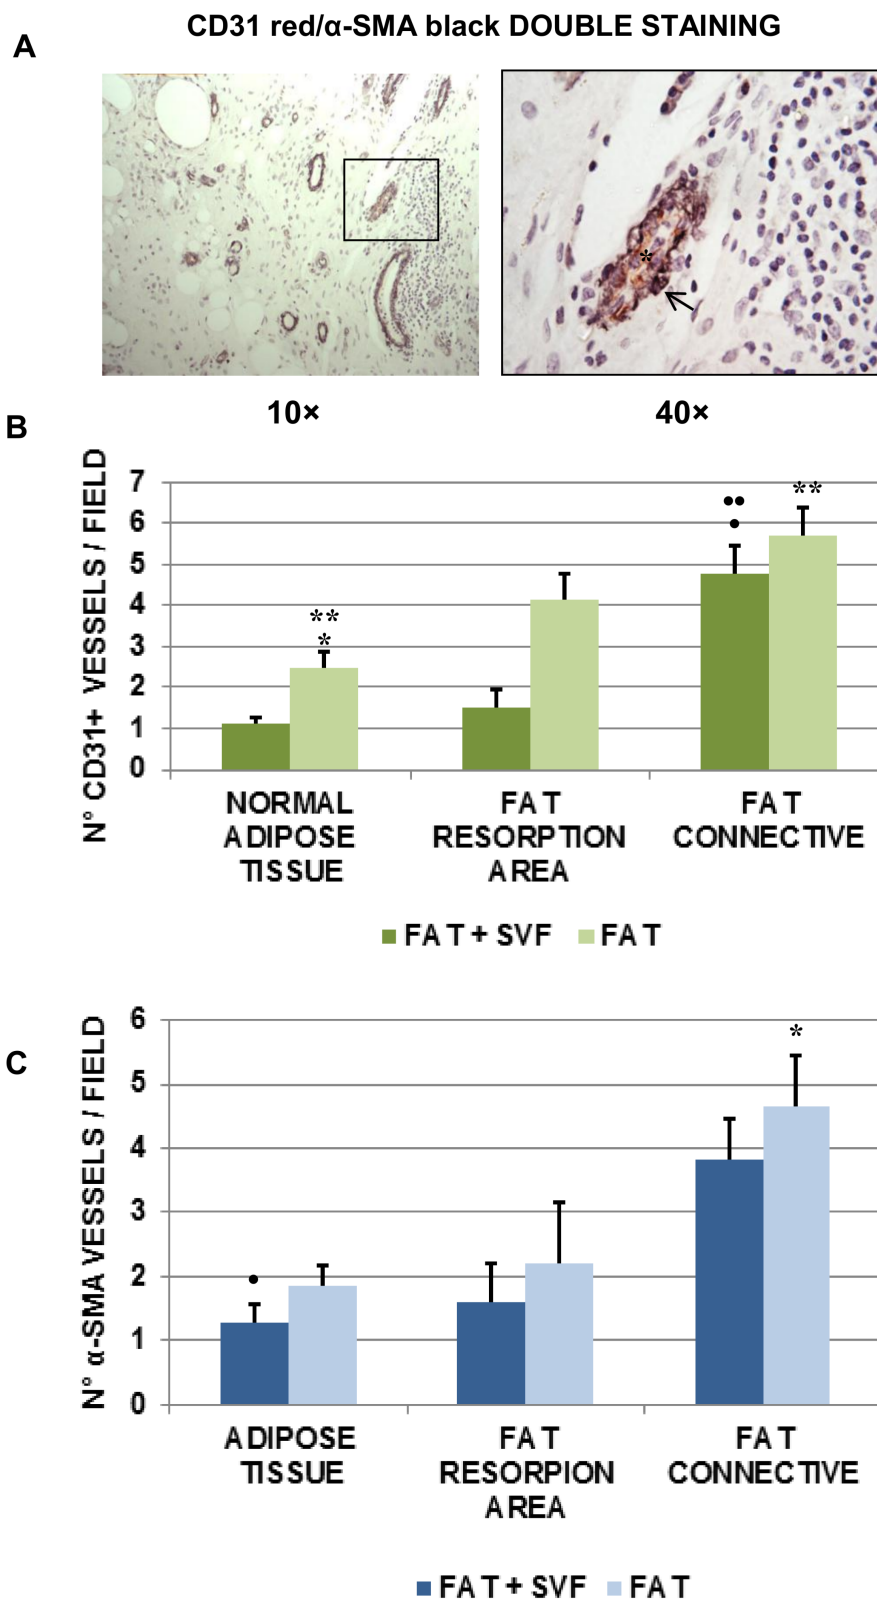 CD31 red/α-SMA black DOUBLE STAINING
A
*
10×
40×
B
N° CD31+ VESSELS / FIELD
7
6
5
4
3
2
1
0
**
*
••
•
**
NORMAL
ADIPOSE
TISSUE
FAT
RESORPTION
AREA
FAT
CONNECTIVE
FAT + SVF
FAT
C
N° α-SMA VESSELS / FIELD
6
5
4
3
2
1
0
•
*
ADIPOSE
TISSUE
FAT
RESORPION
AREA
FAT
CONNECTIVE
FAT + SVF
FAT